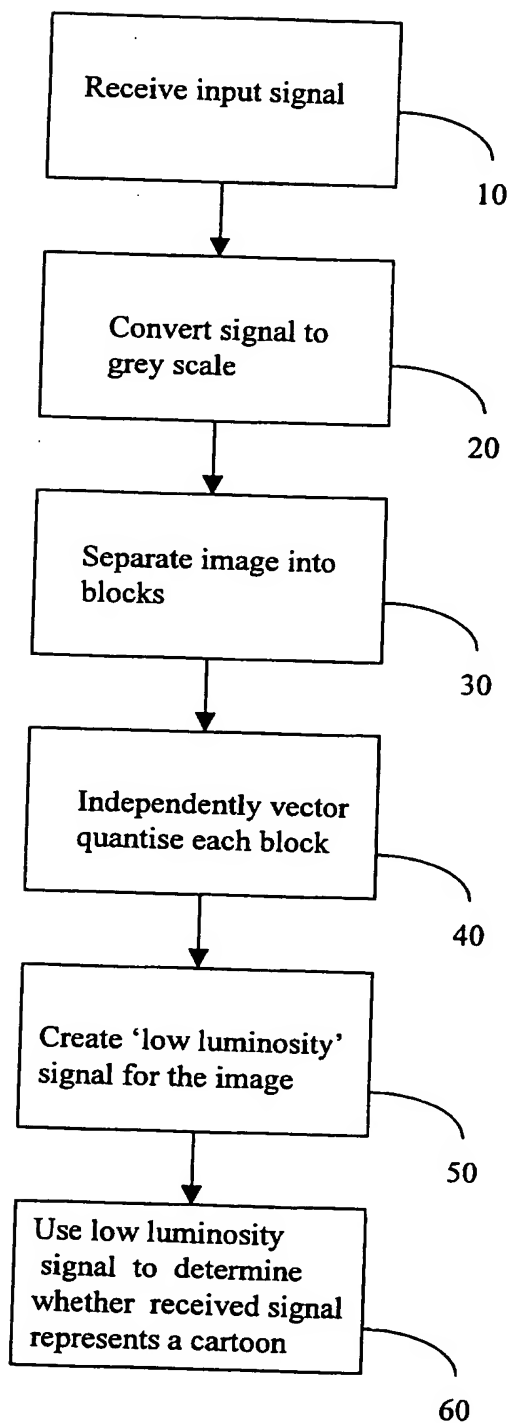 Receive input signal
10
Convert signal to
grey scale
20
Separate image into
blocks
30
Independently vector
quantise each block
40
Create ‘low luminosity’
signal for the image
50
Use low luminosity
signal to determine
whether received signal
represents a cartoon
60